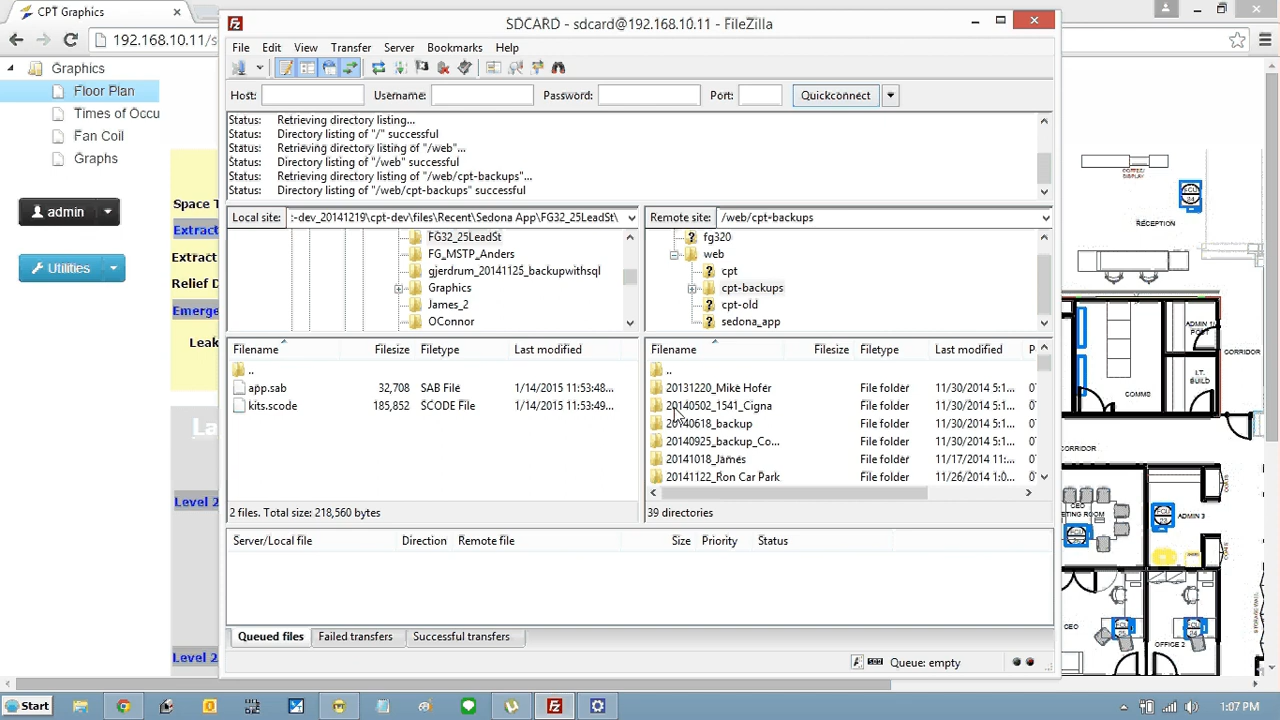 CPT Graphics
SDCARD - sdcard@192.168.10.11 - FileZilla
192.168.10.11/s
File Edit View Transfer Server Bookmarks Help
Graphics
Floor Plan
Times of Occu
Fan Coil
Graphs
admin
Utilities
Host: Username: Password: Port: Quickconnect
Status: Retrieving directory listing...
Status: Directory listing of "/" successful
Status: Retrieving directory listing of "/web"...
Status: Directory listing of "/web" successful
Status: Retrieving directory listing of "/web/cpt-backups"...
Status: Directory listing of "/web/cpt-backups" successful
Local site: :-dev_20141219\cpt-dev\files\Recent\Sedona App\FG32_25LeadSt\
FG32_25LeadSt
FG_MSTP_Anders
gjerdrum_20141125_backupwithsql
Graphics
James_2
OConnor
Remote site: /web/cpt-backups
fg320
web
cpt
cpt-backups
cpt-old
sedona_app
Filename Filesize Filetype Last modified
..
app.sab 32,708 SAB File 1/14/2015 11:53:48...
kits.scode 185,852 SCODE File 1/14/2015 11:53:49...
2 files. Total size: 218,560 bytes
Filename Filesize Filetype Last modified P
..
20131220_Mike Hofer File folder 11/30/2014 5:1...
20140502_1541_Cigna File folder 11/30/2014 5:1...
20140618_backup File folder 11/30/2014 5:1...
20140925_backup_Co... File folder 11/30/2014 5:1...
20141018_James File folder 11/17/2014 11:...
20141122_Ron Car Park File folder 11/26/2014 1:0...
39 directories
Server/Local file Direction Remote file Size Priority Status
Queued files Failed transfers Successful transfers
Queue: empty
Space T
Extract
Extract
Relief D
Emerge
Leak
La
Level 2
Level 2
COFFEE/
DISPLAY
RECEPTION
ADMIN 1/
POST
CORRIDOR
I.T.
BUILD
COMMS
CORRIDOR
CEO
ETING ROOM
ADMIN 3
CEO
OFFICE 2
Start
1:07 PM